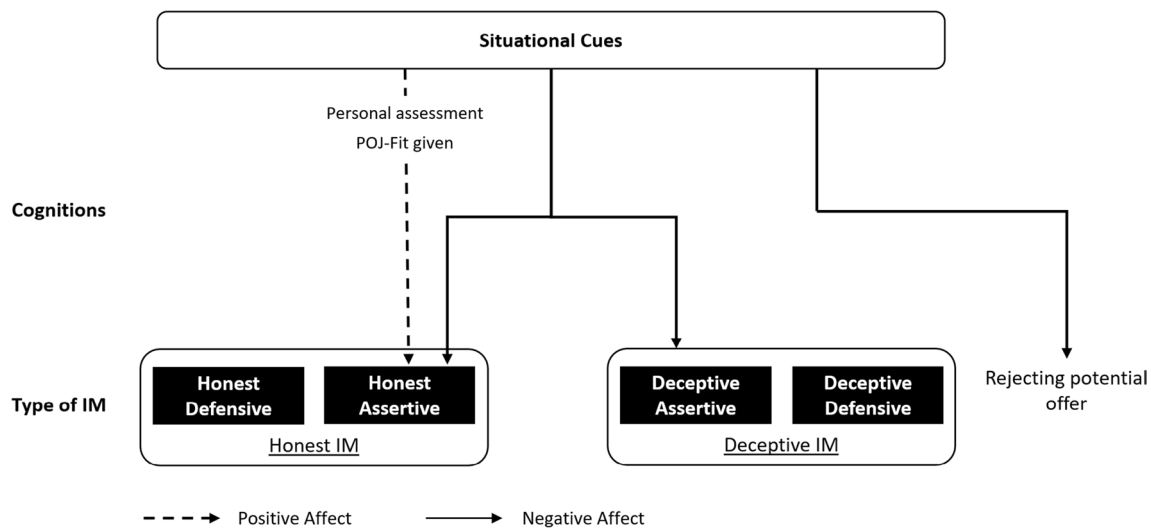 Situational Cues
Personal assessment
POJ-Fit given
Cognitions
Type of IM
Honest
Defensive
Honest
Assertive
Honest IM
Deceptive
Assertive
Deceptive
Defensive
Deceptive IM
Rejecting potential
offer
Positive Affect
Negative Affect